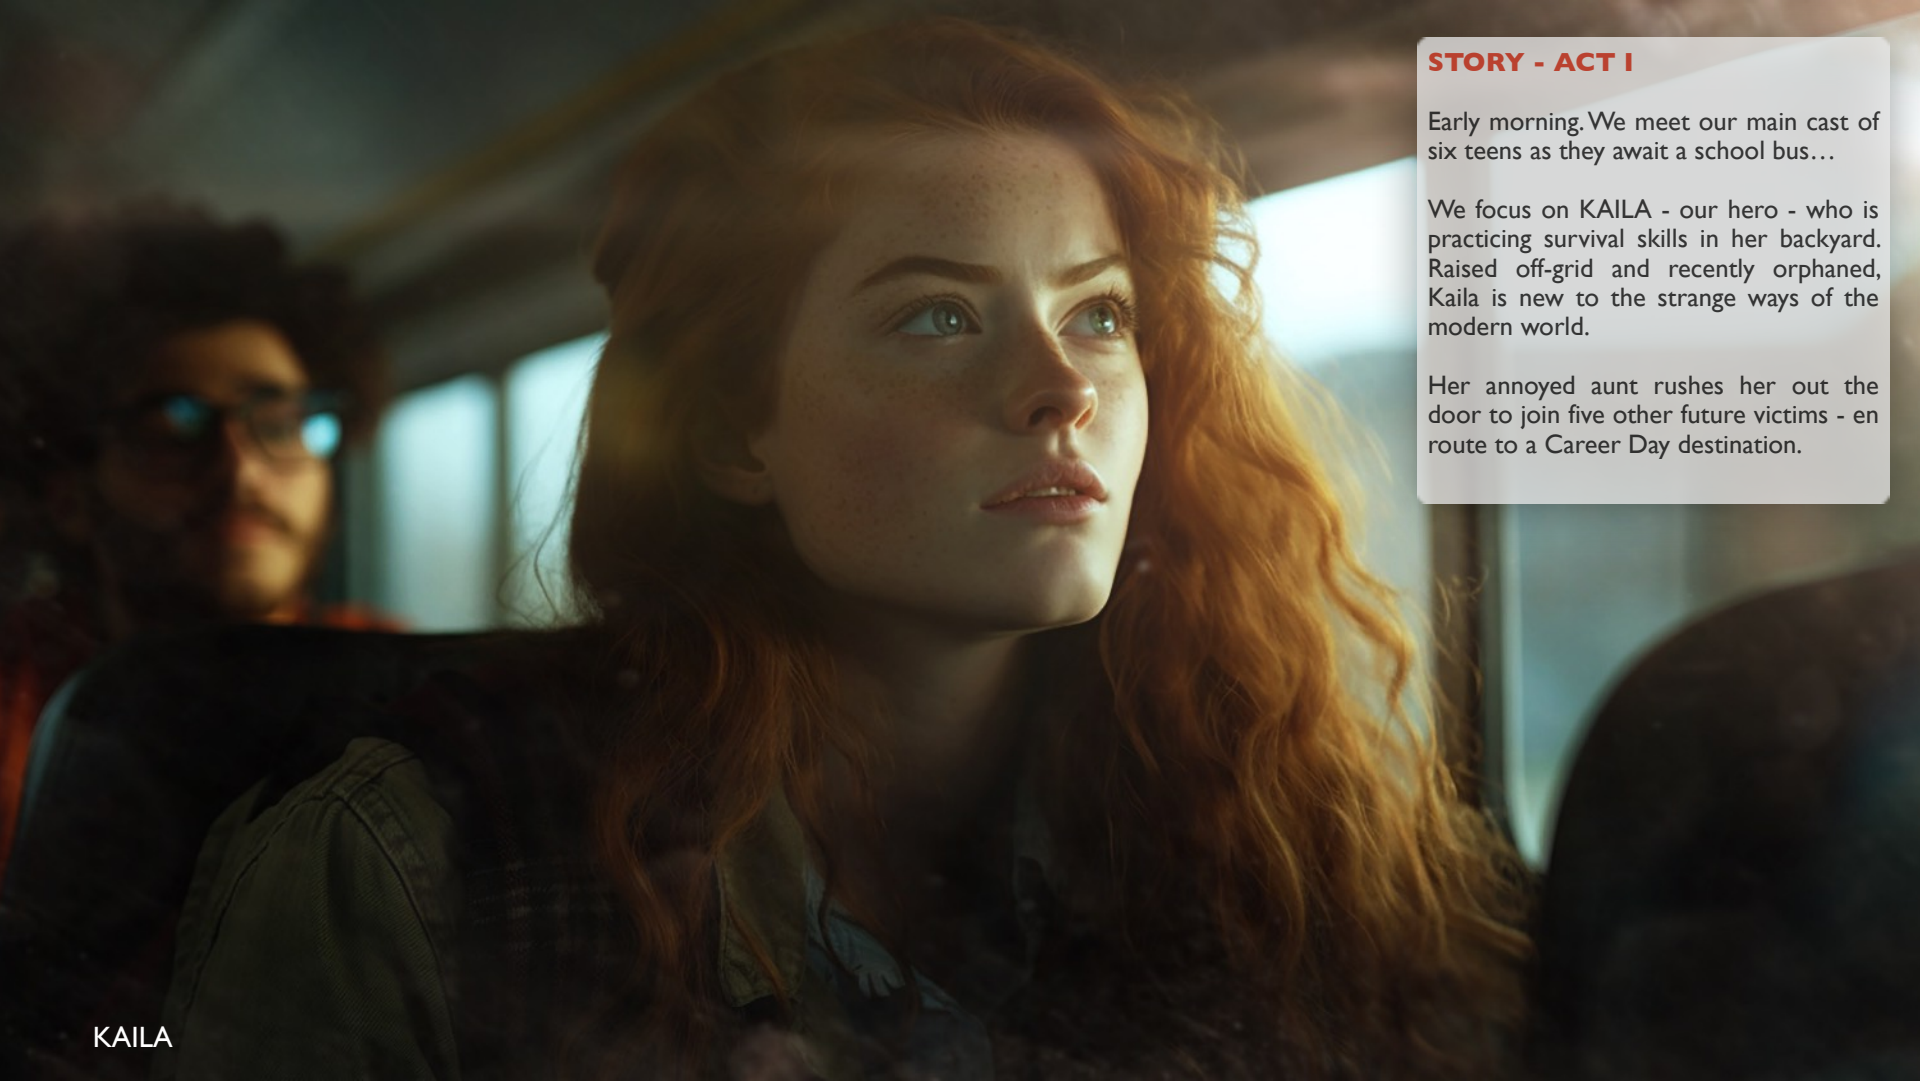 STORY - ACT I
Early morning. We meet our main cast of
six teens as they await a school bus…
We focus on KAILA - our hero - who is
practicing survival skills in her backyard.
Raised off-grid and recently orphaned,
Kaila is new to the strange ways of the
modern world.
Her annoyed aunt rushes her out the
door to join five other future victims - en
route to a Career Day destination.
KAILA